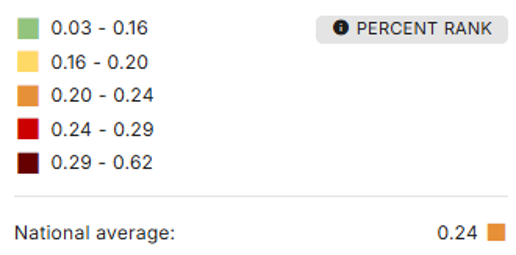 0.03 - 0.16
PERCENT RANK
0.16 - 0.20
0.20 - 0.24
0.24 - 0.29
0.29 - 0.62
National average:
0.24